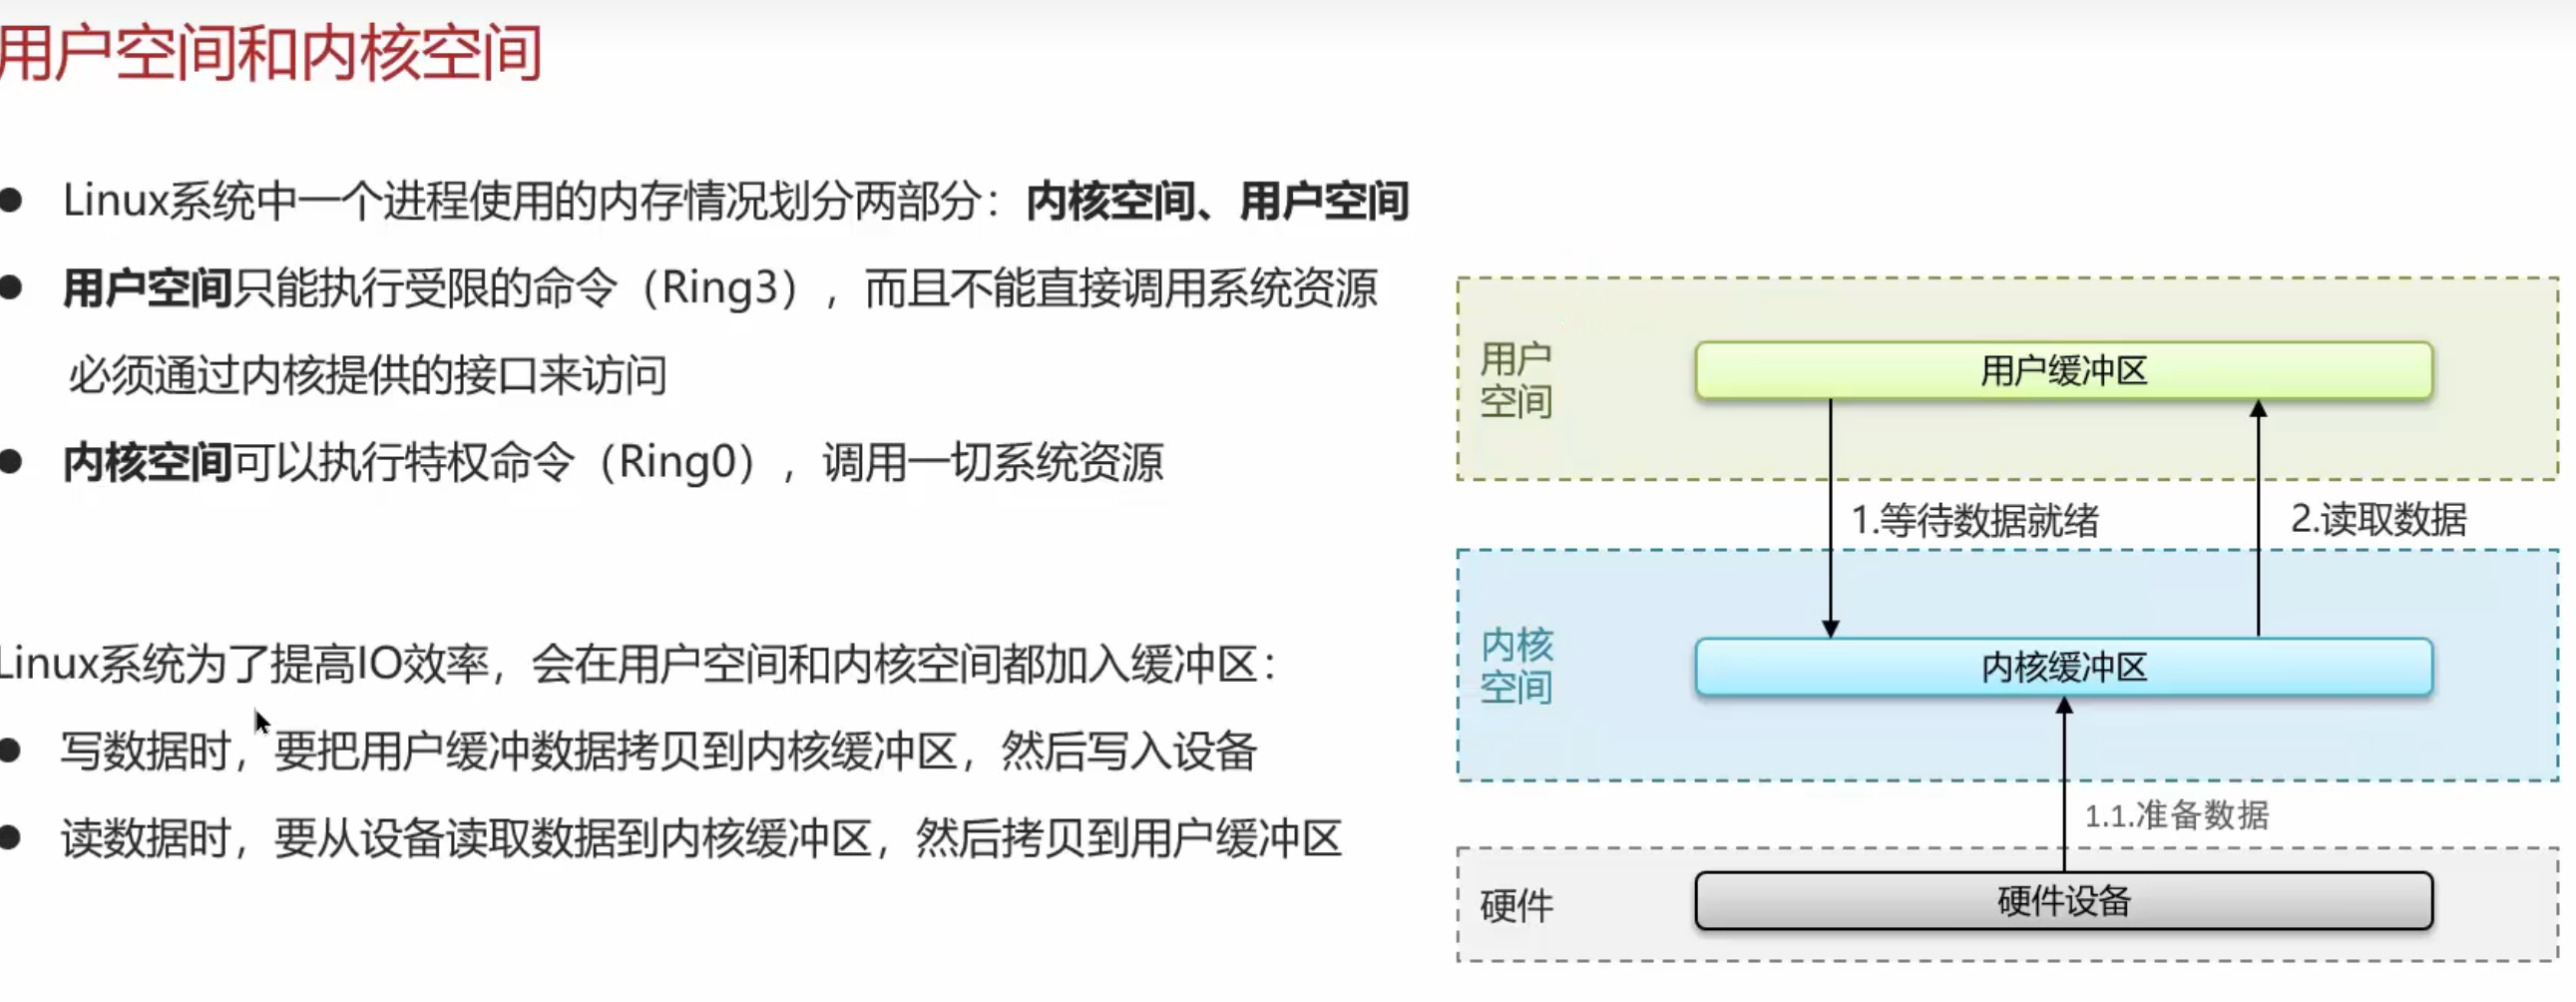 用户空间和内核空间
Linux系统中一个进程使用的内存情况划分两部分：内核空间、用户空间
用户空间只能执行受限的命令（Ring3），而且不能直接调用系统资源
必须通过内核提供的接口来访问
内核空间可以执行特权命令（Ring0），调用一切系统资源
Linux系统为了提高IO效率，会在用户空间和内核空间都加入缓冲区：
写数据时，要把用户缓冲数据拷贝到内核缓冲区，然后写入设备
读数据时，要从设备读取数据到内核缓冲区，然后拷贝到用户缓冲区
用户
空间
用户缓冲区
1.等待数据就绪
2.读取数据
内核
空间
内核缓冲区
1.1.准备数据
硬件
硬件设备